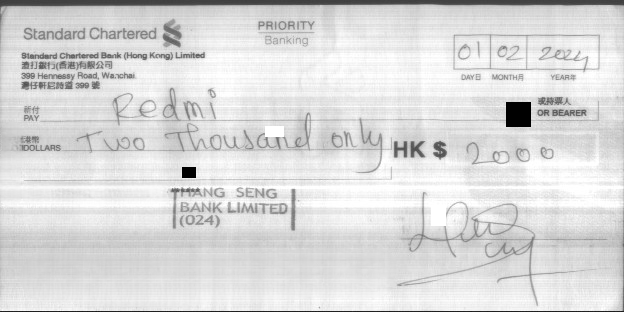 Standard Chartered
PRIORITY
Banking
Standard Chartered Bank (Hong Kong) Limited
渣打銀行(香港)有限公司
399 Hennessy Road, Wanchai
灣仔軒尼詩道 399 號
01 02 2024
DAY日 MONTH月 YEAR年
祈付
PAY Redmi
或持票人
OR BEARER
港幣
DOLLARS Two Thousand only
HK $ 2000
HANG SENG
BANK LIMITED
(024)